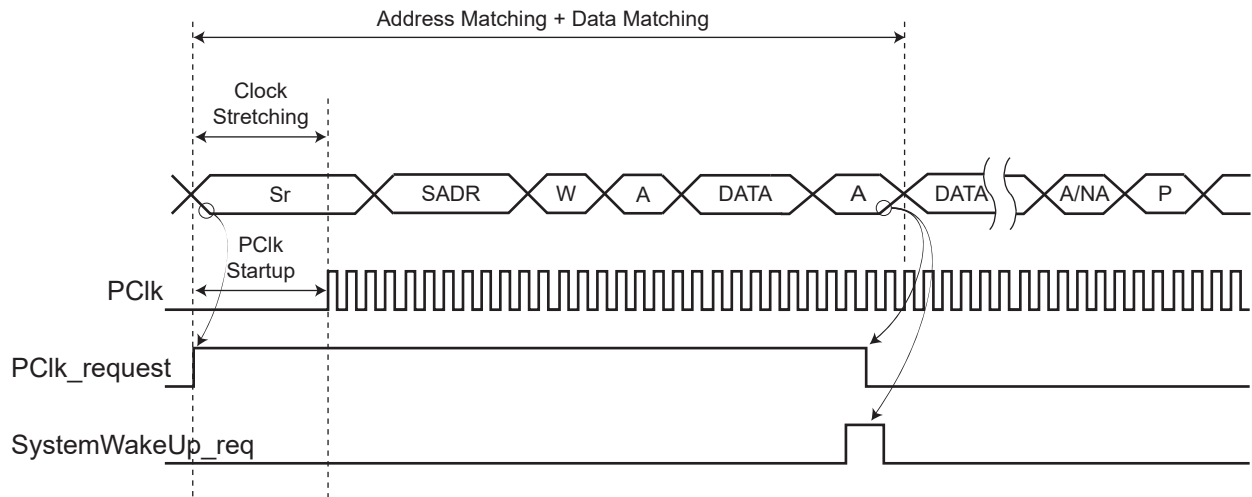 Address Matching + Data Matching
Clock
Stretching
Sr
SADR
W
A
DATA
A
DATA
A/NA
P
PClk
Startup
PClk
PClk_request
SystemWakeUp_req